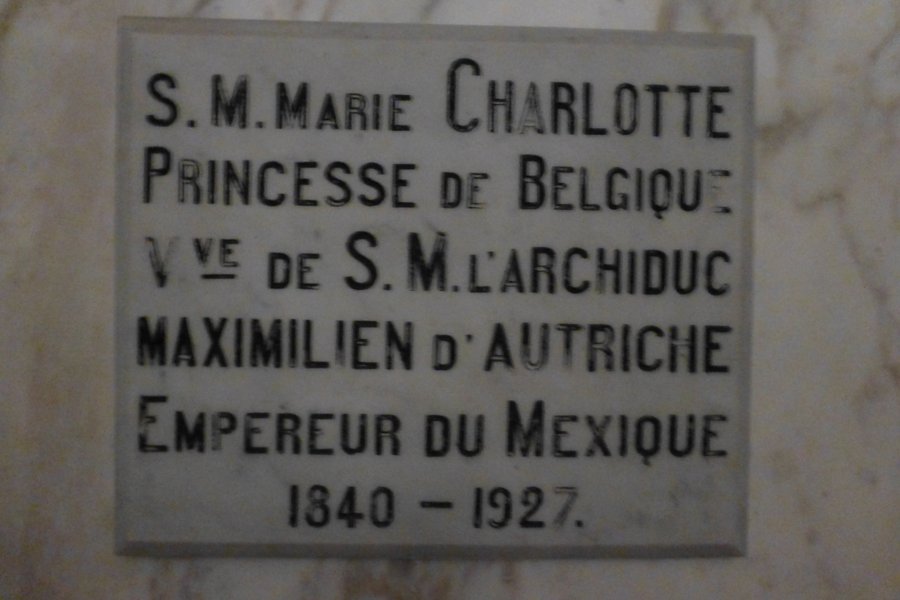 S. M. MARIE CHARLOTTE
PRINCESSE DE BELGIQUE
VVE DE S. M. L'ARCHIDUC
MAXIMILIEN D'AUTRICHE
EMPEREUR DU MEXIQUE
1840 – 1927.